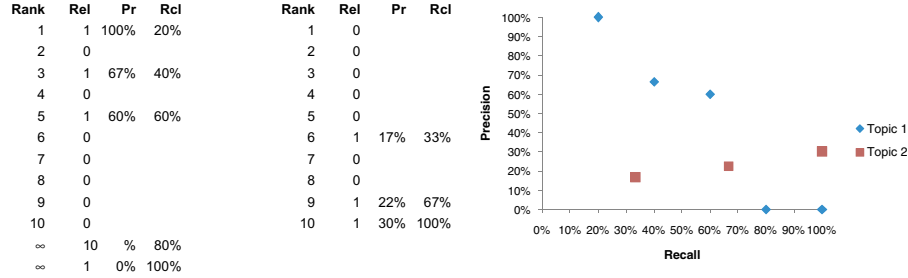 Rank Rel Pr Rcl
1 1 100% 20%
2 0
3 1 67% 40%
4 0
5 1 60% 60%
6 0
7 0
8 0
9 0
10 0
∞ 10 % 80%
∞ 1 0% 100%
Rank Rel Pr Rcl
1 0
2 0
3 0
4 0
5 0
6 1 17% 33%
7 0
8 0
9 1 22% 67%
10 1 30% 100%
100%
90%
80%
70%
60%
50%
40%
30%
20%
10%
0%
Precision
0% 10% 20% 30% 40% 50% 60% 70% 80% 90% 100%
Recall
Topic 1
Topic 2